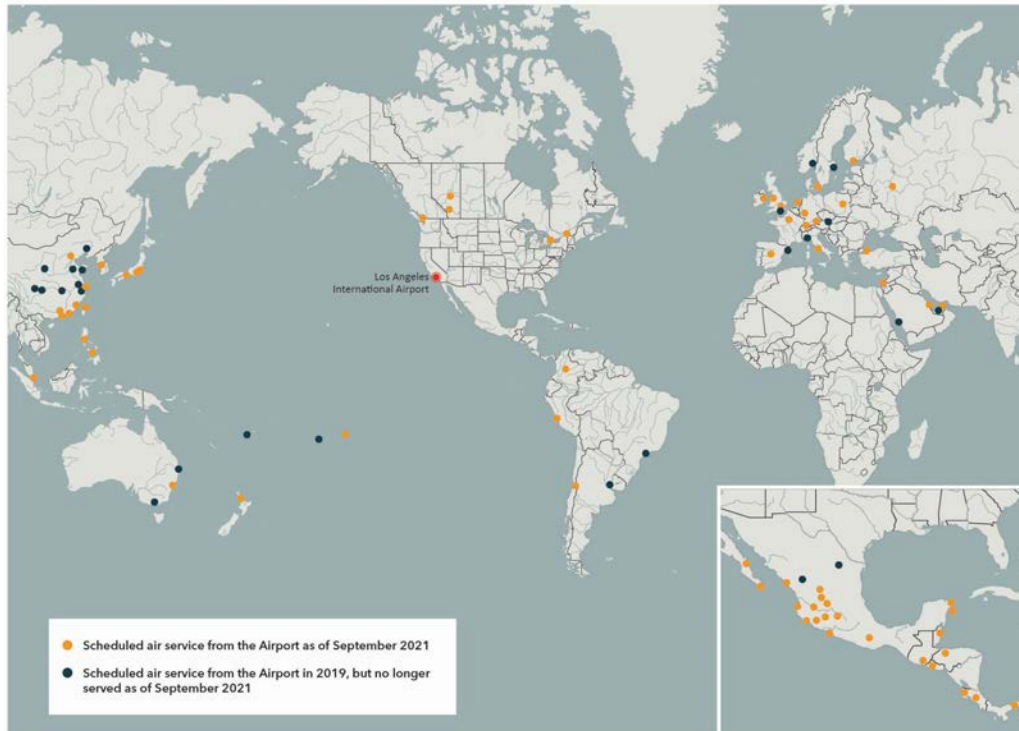 Los Angeles
International Airport
Scheduled air service from the Airport as of September 2021
Scheduled air service from the Airport in 2019, but no longer
served as of September 2021